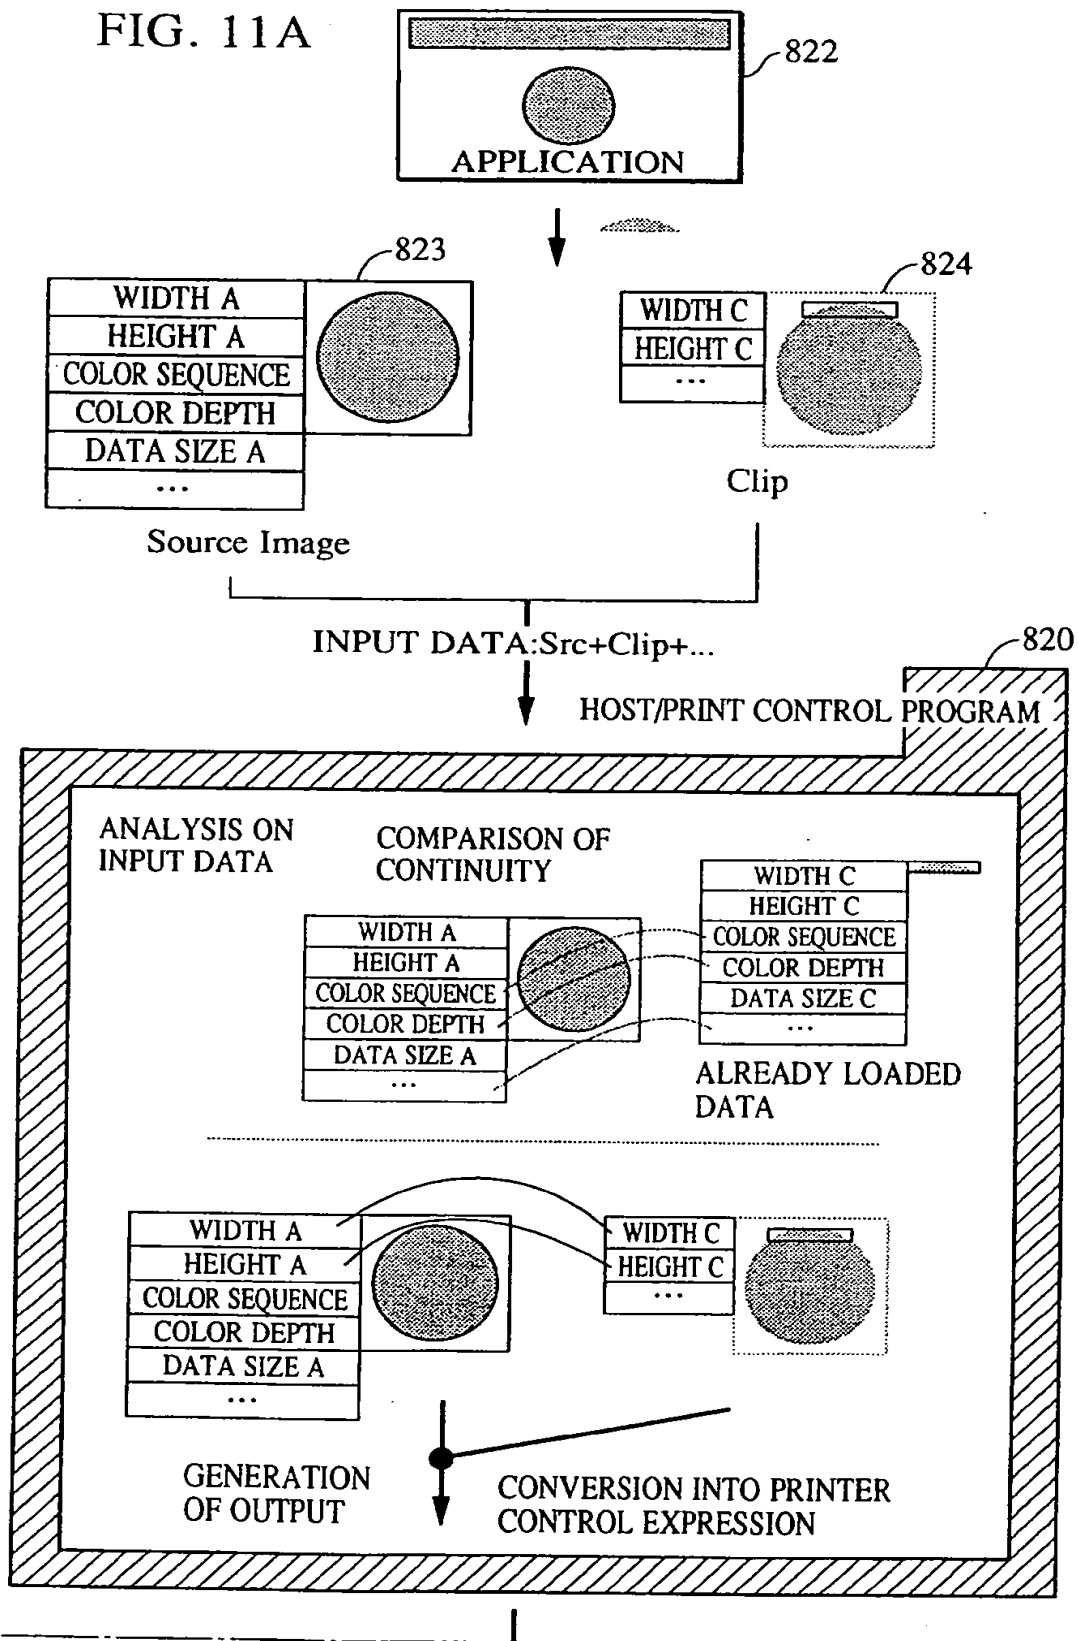 FIG. 11A
822
APPLICATION
823
WIDTH A
HEIGHT A
COLOR SEQUENCE
COLOR DEPTH
DATA SIZE A
...
Source Image
824
WIDTH C
HEIGHT C
...
Clip
INPUT DATA:Src+Clip+...
820
HOST/PRINT CONTROL PROGRAM
ANALYSIS ON
INPUT DATA
COMPARISON OF
CONTINUITY
WIDTH A
HEIGHT A
COLOR SEQUENCE
COLOR DEPTH
DATA SIZE A
...
WIDTH C
HEIGHT C
COLOR SEQUENCE
COLOR DEPTH
DATA SIZE C
...
ALREADY LOADED
DATA
WIDTH A
HEIGHT A
COLOR SEQUENCE
COLOR DEPTH
DATA SIZE A
...
WIDTH C
HEIGHT C
...
GENERATION
OF OUTPUT
CONVERSION INTO PRINTER
CONTROL EXPRESSION